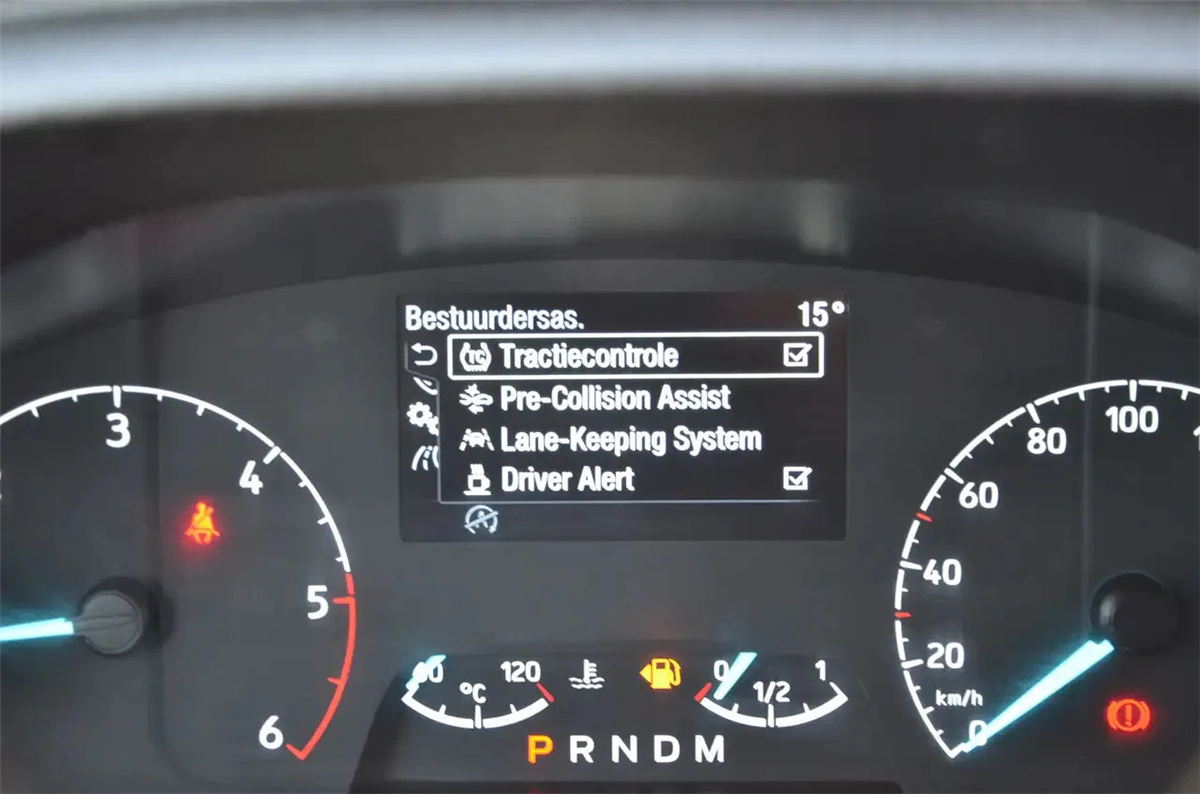 Bestuurdersas. 15°
Tractiecontrole
Pre-Collision Assist
Lane-Keeping System
Driver Alert
3
4
5
6
120
°C
0
1/2
1
P R N D M
100
80
60
40
20
km/h
0